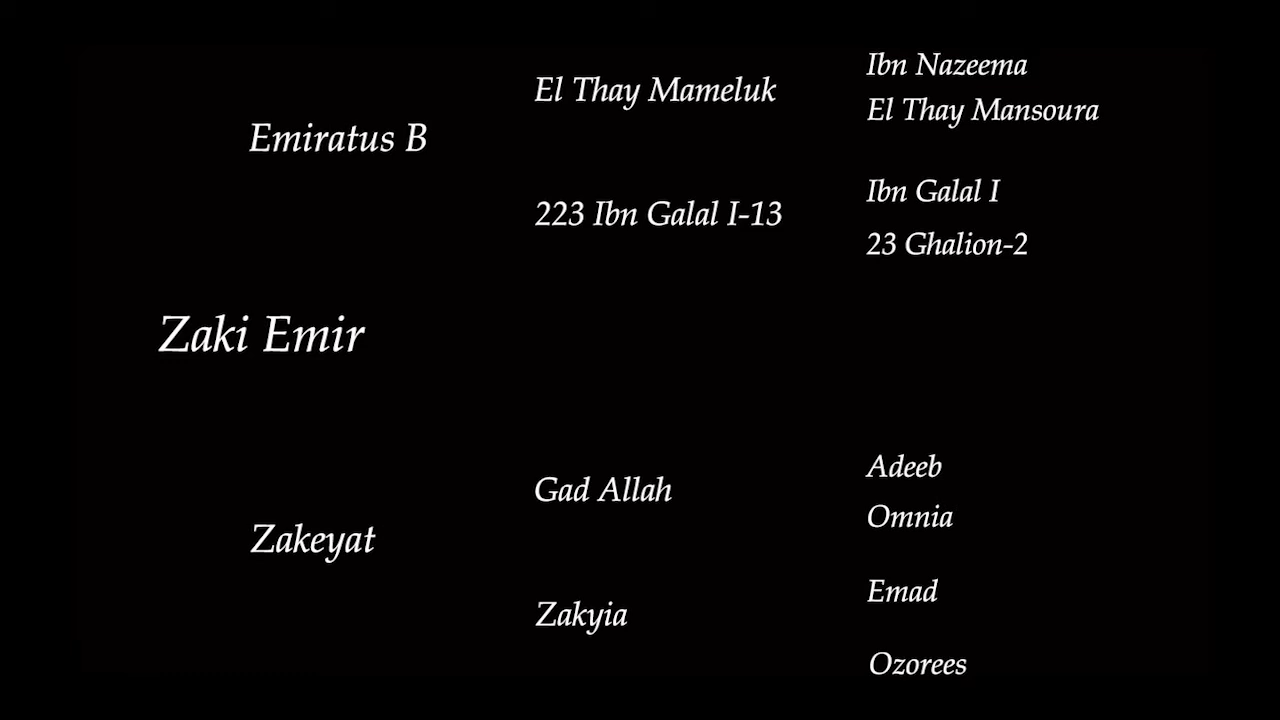 Ibn Nazeema
El Thay Mameluk
El Thay Mansoura
Emiratus B
Ibn Galal I
223 Ibn Galal I-13
23 Ghalion-2
Zaki Emir
Adeeb
Gad Allah
Omnia
Zakeyat
Emad
Zakyia
Ozorees